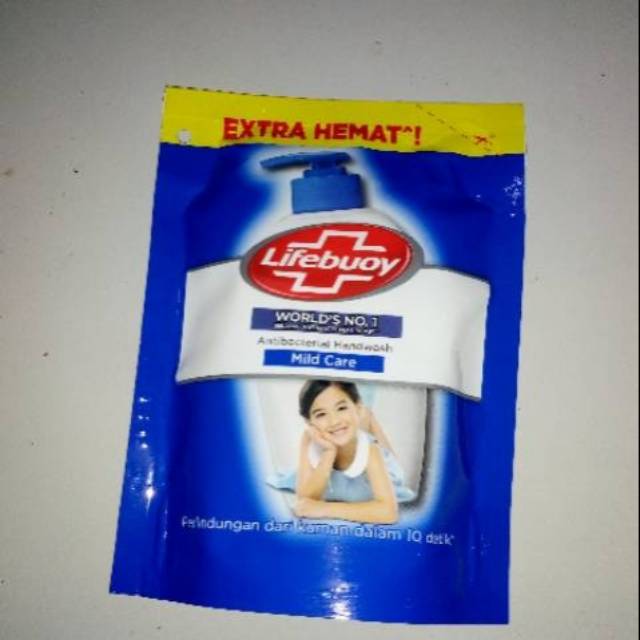 EXTRA HEMAT^!
Lifebuoy
WORLD'S NO. 1
Antibacterial Handwash
Mild Care
Perlindungan dari kuman dalam 10 detik*